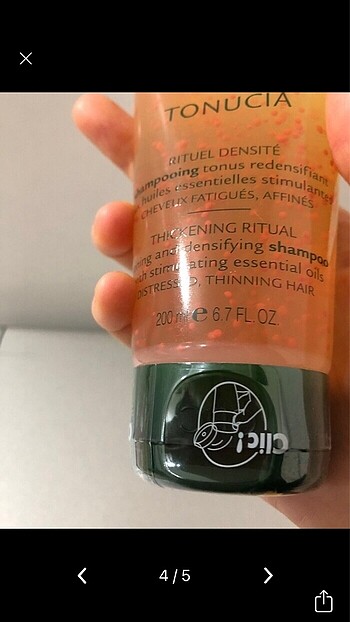 TONUCIA
RITUEL DENSITÉ
shampooing tonus redensifiant
huiles essentielles stimulantes
CHEVEUX FATIGUÉS, AFFINÉS
THICKENING RITUAL
and densifying shampoo
stimulating essential oils
DISTRESSED, THINNING HAIR
200 ml e 6.7 FL. OZ.
clic!
4/5